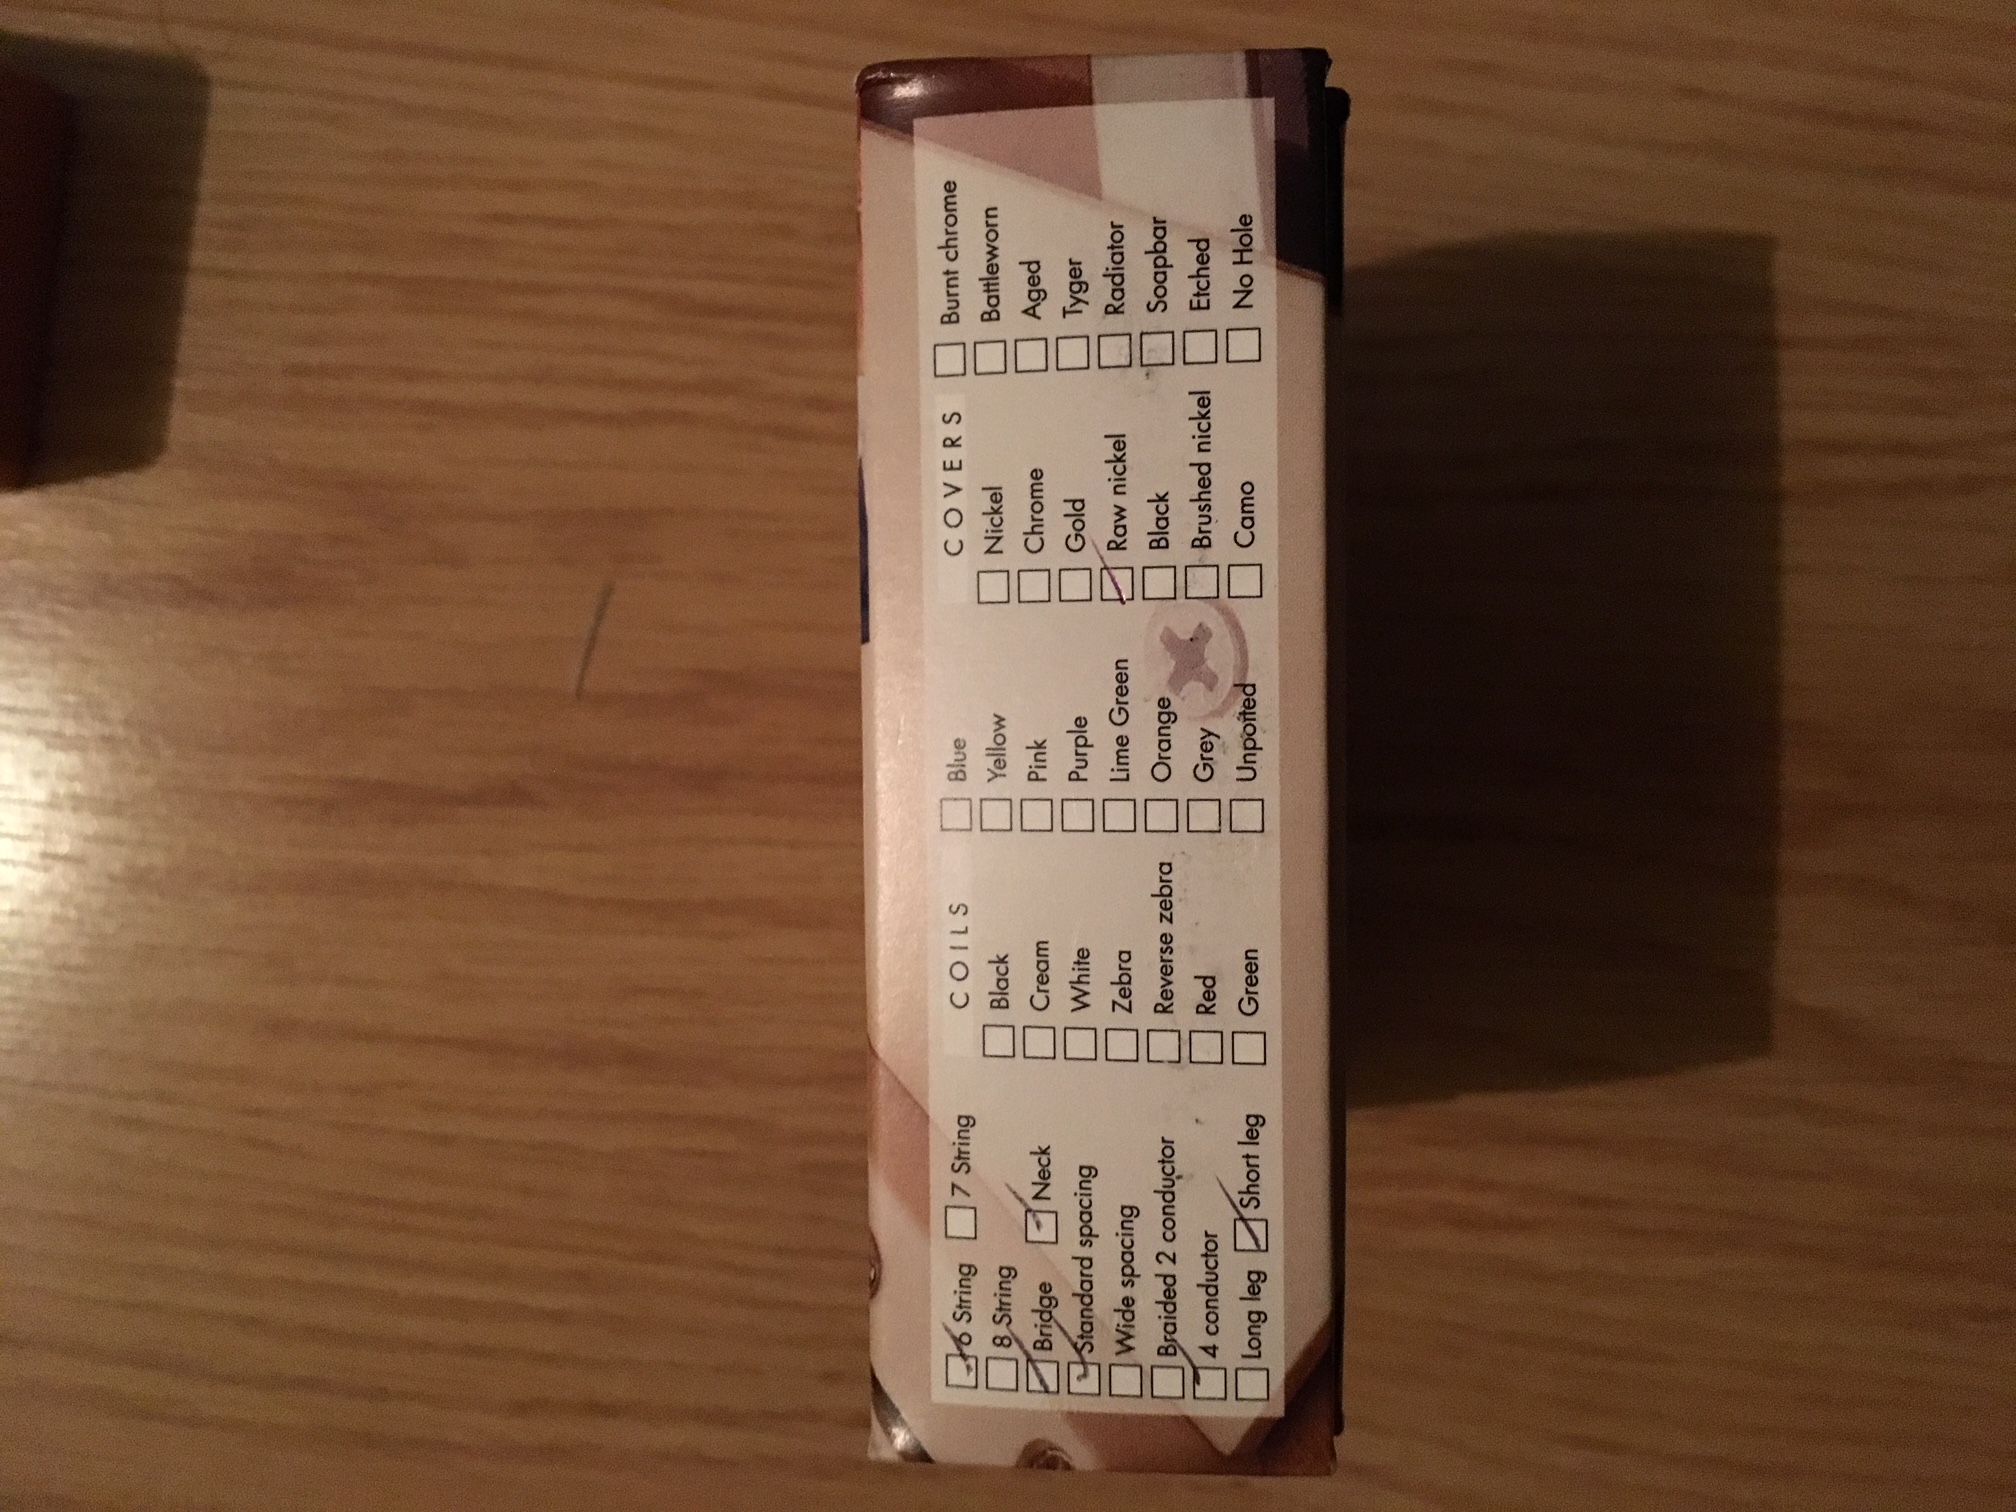 6 String 7 String
8 String
Bridge Neck
Standard spacing
Wide spacing
Braided 2 conductor
4 conductor
Long leg Short leg
COILS
Black
Cream
White
Zebra
Reverse zebra
Red
Green
Blue
Yellow
Pink
Purple
Lime Green
Orange
Grey
Unpotted
COVERS
Nickel
Chrome
Gold
Raw nickel
Black
Brushed nickel
Camo
Burnt chrome
Battleworn
Aged
Tyger
Radiator
Soapbar
Etched
No Hole